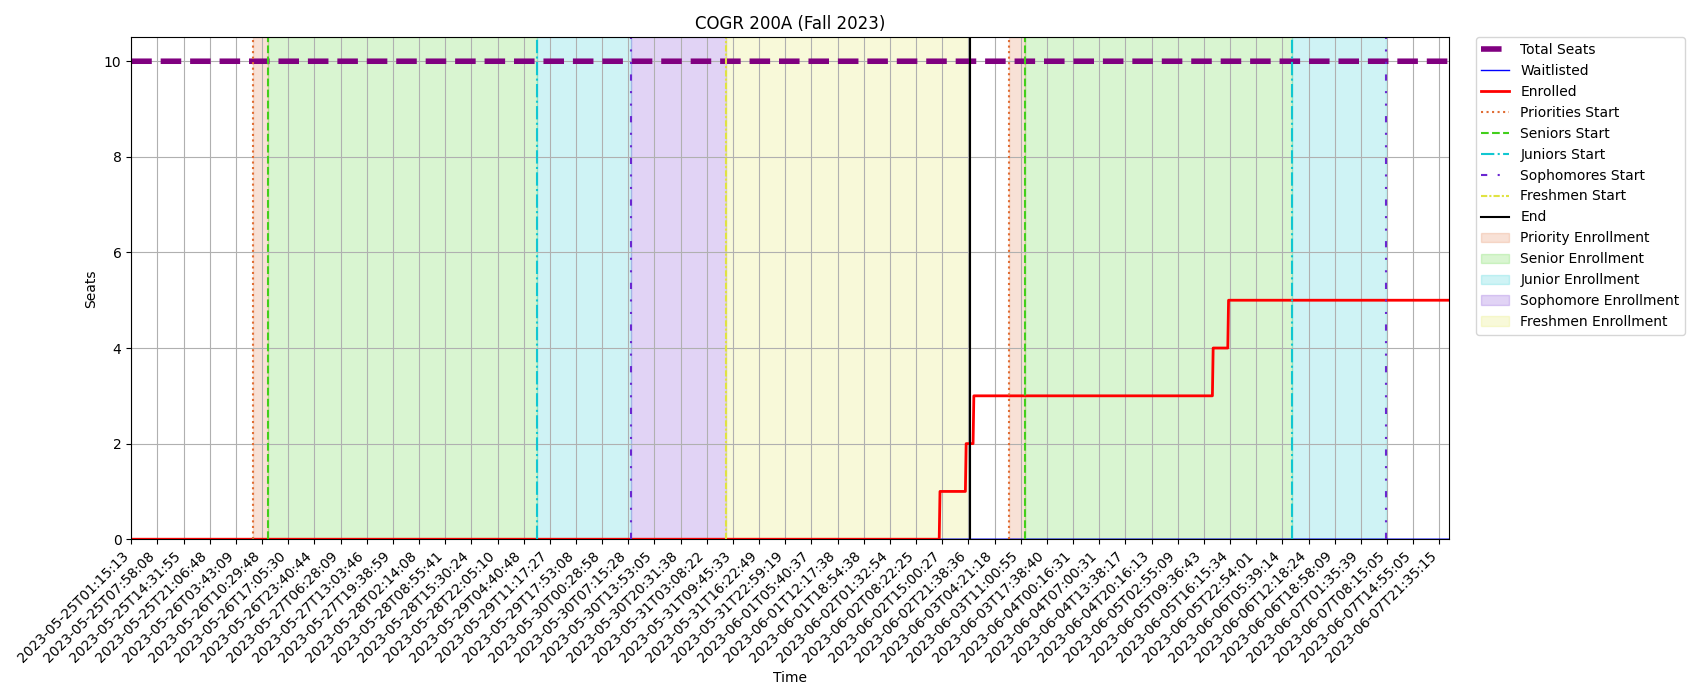 COGR 200A (Fall 2023)
Seats
10
8
6
4
2
0
2023-05-25T01:15:13
2023-05-25T07:58:08
2023-05-25T14:31:55
2023-05-25T21:06:48
2023-05-26T03:43:09
2023-05-26T10:29:48
2023-05-26T17:05:30
2023-05-26T23:40:44
2023-05-27T06:28:09
2023-05-27T13:03:46
2023-05-27T19:38:59
2023-05-28T02:14:08
2023-05-28T08:55:41
2023-05-28T15:30:24
2023-05-28T22:05:10
2023-05-29T04:40:48
2023-05-29T11:17:27
2023-05-29T17:53:08
2023-05-30T00:28:58
2023-05-30T07:15:28
2023-05-30T13:53:05
2023-05-30T20:31:38
2023-05-31T03:08:22
2023-05-31T09:45:33
2023-05-31T16:22:49
2023-05-31T22:59:19
2023-06-01T05:40:37
2023-06-01T12:17:38
2023-06-01T18:54:38
2023-06-02T01:32:54
2023-06-02T08:22:25
2023-06-02T15:00:27
2023-06-02T21:38:36
2023-06-03T04:21:18
2023-06-03T11:00:55
2023-06-03T17:38:40
2023-06-04T00:16:31
2023-06-04T07:00:31
2023-06-04T13:38:17
2023-06-04T20:16:13
2023-06-05T02:55:09
2023-06-05T09:36:43
2023-06-05T16:15:34
2023-06-05T22:54:01
2023-06-06T05:39:14
2023-06-06T12:18:24
2023-06-06T18:58:09
2023-06-07T01:35:39
2023-06-07T08:15:05
2023-06-07T14:55:05
2023-06-07T21:35:15
Time
Total Seats
Waitlisted
Enrolled
Priorities Start
Seniors Start
Juniors Start
Sophomores Start
Freshmen Start
End
Priority Enrollment
Senior Enrollment
Junior Enrollment
Sophomore Enrollment
Freshmen Enrollment